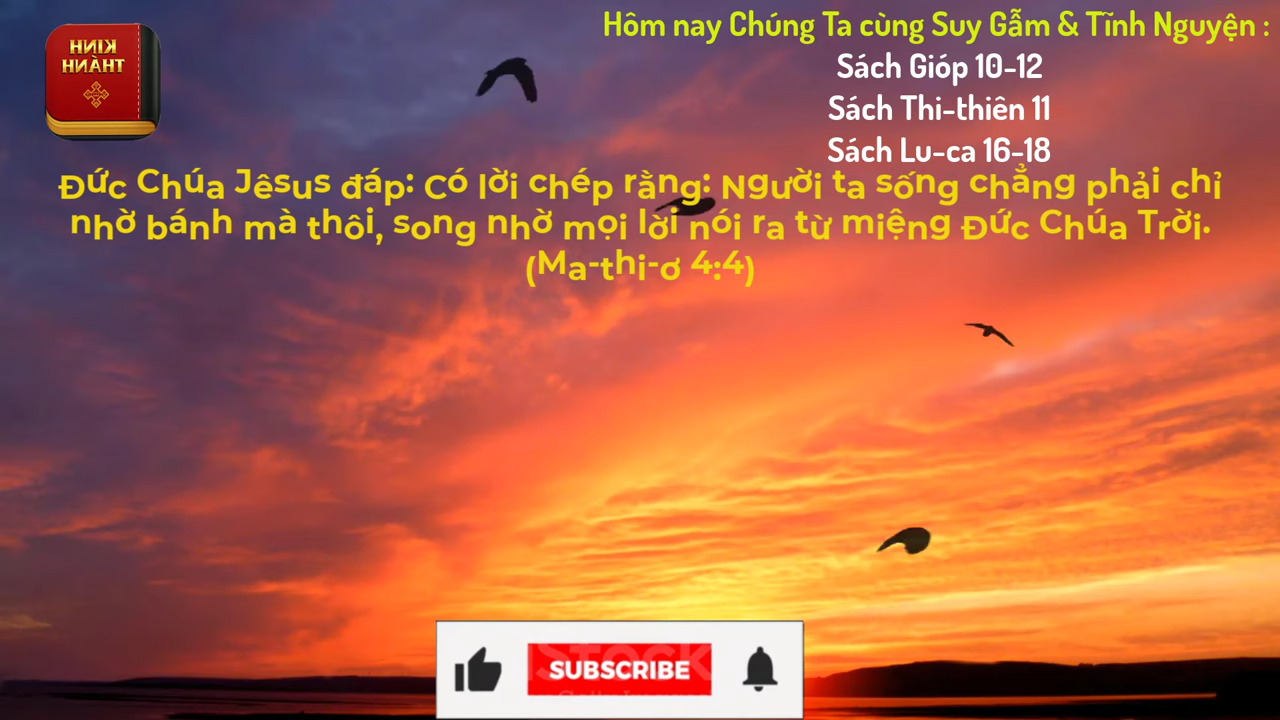 KINH
THÁNH
Hôm nay Chúng Ta cùng Suy Gẫm & Tĩnh Nguyện :
Sách Gióp 10-12
Sách Thi-thiên 11
Sách Lu-ca 16-18
Đức Chúa Jêsus đáp: Có lời chép rằng: Người ta sống chẳng phải chỉ
nhờ bánh mà thôi, song nhờ mọi lời nói ra từ miệng Đức Chúa Trời.
(Ma-thi-ơ 4:4)
SUBSCRIBE